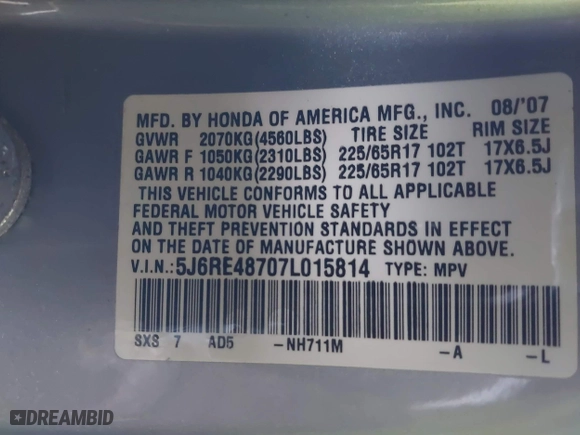 MFD. BY HONDA OF AMERICA MFG., INC. 08/'07
GVWR 2070KG(4560LBS) TIRE SIZE RIM SIZE
GAWR F 1050KG(2310LBS) 225/65R17 102T 17X6.5J
GAWR R 1040KG(2290LBS) 225/65R17 102T 17X6.5J
THIS VEHICLE CONFORMS TO ALL APPLICABLE
FEDERAL MOTOR VEHICLE SAFETY
AND THEFT PREVENTION STANDARDS IN EFFECT
ON THE DATE OF MANUFACTURE SHOWN ABOVE.
V.I.N.:5J6RE48707L015814 TYPE: MPV
SXS 7 AD5 -NH711M -A -L
DREAMBID